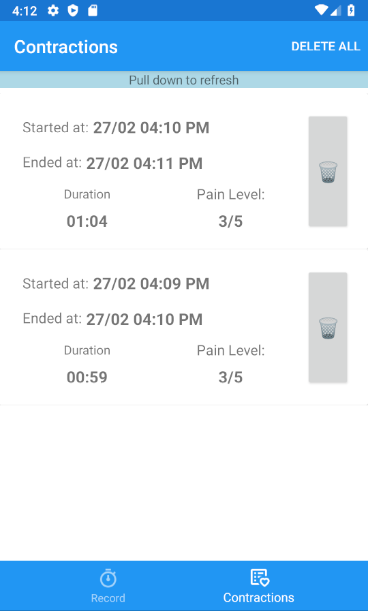 4:12
Contractions DELETE ALL
Pull down to refresh
Started at: 27/02 04:10 PM
Ended at: 27/02 04:11 PM
Duration Pain Level:
01:04 3/5
Started at: 27/02 04:09 PM
Ended at: 27/02 04:10 PM
Duration Pain Level:
00:59 3/5
Record Contractions